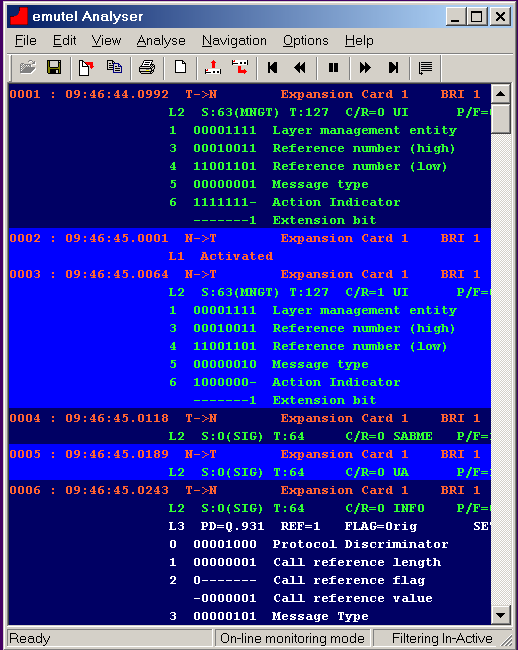 emutel Analyser
File Edit View Analyse Navigation Options Help
0001 : 09:46:44.0992 T->N Expansion Card 1 BRI 1
L2 S:63(MNGT) T:127 C/R=0 UI P/F=0
1 00001111 Layer management entity
3 00010011 Reference number (high)
4 11001101 Reference number (low)
5 00000001 Message type
6 1111111- Action Indicator
-------1 Extension bit
0002 : 09:46:45.0001 N->T Expansion Card 1 BRI 1
L1 Activated
0003 : 09:46:45.0064 N->T Expansion Card 1 BRI 1
L2 S:63(MNGT) T:127 C/R=1 UI P/F=0
1 00001111 Layer management entity
3 00010011 Reference number (high)
4 11001101 Reference number (low)
5 00000010 Message type
6 1000000- Action Indicator
-------1 Extension bit
0004 : 09:46:45.0118 T->N Expansion Card 1 BRI 1
L2 S:0(SIG) T:64 C/R=0 SABME P/F=
0005 : 09:46:45.0189 N->T Expansion Card 1 BRI 1
L2 S:0(SIG) T:64 C/R=0 UA P/F=
0006 : 09:46:45.0243 T->N Expansion Card 1 BRI 1
L2 S:0(SIG) T:64 C/R=0 INFO P/F=0
L3 PD=Q.931 REF=1 FLAG=Orig SE
0 00001000 Protocol Discriminator
1 00000001 Call reference length
2 0------- Call reference flag
-0000001 Call reference value
3 00000101 Message Type
Ready On-line monitoring mode Filtering In-Active